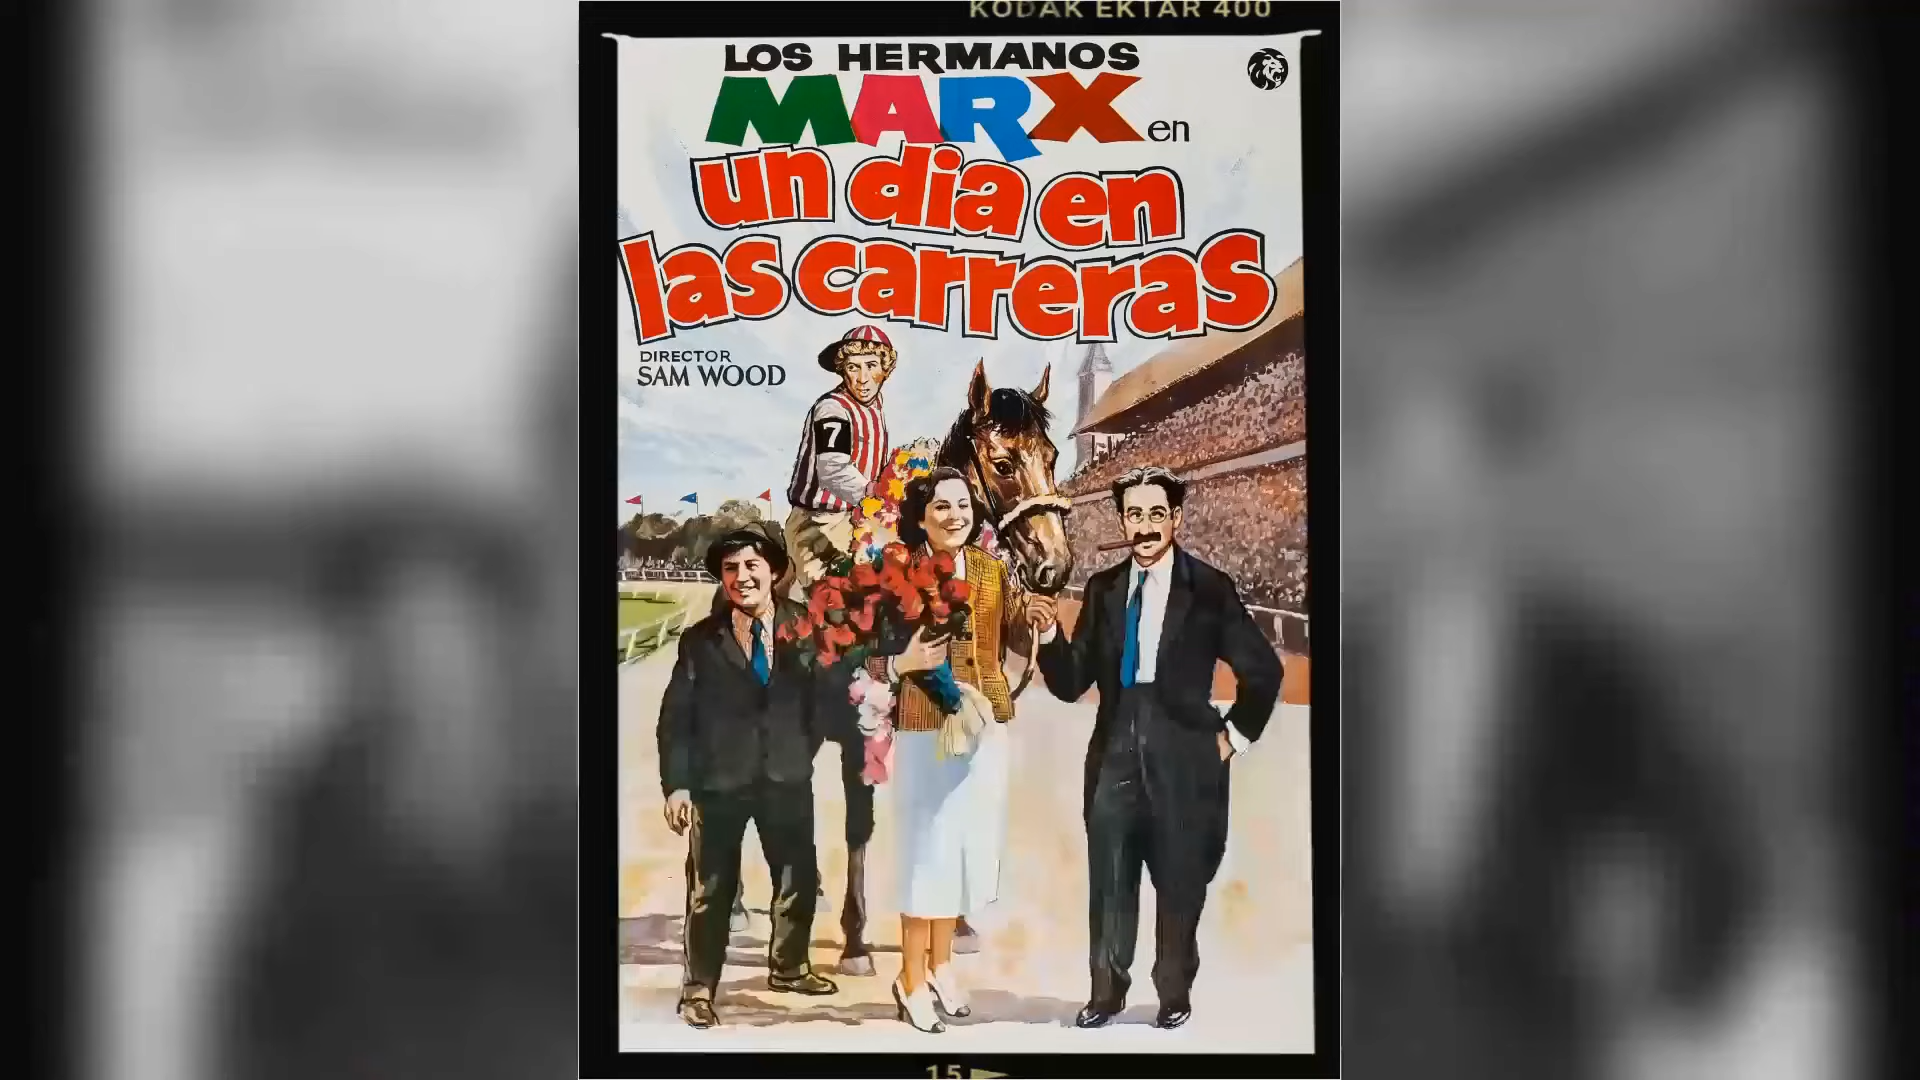 KODAK EKTAR 400
LOS HERMANOS
MARX en
un dia en
las carreras
DIRECTOR
SAM WOOD
7
15